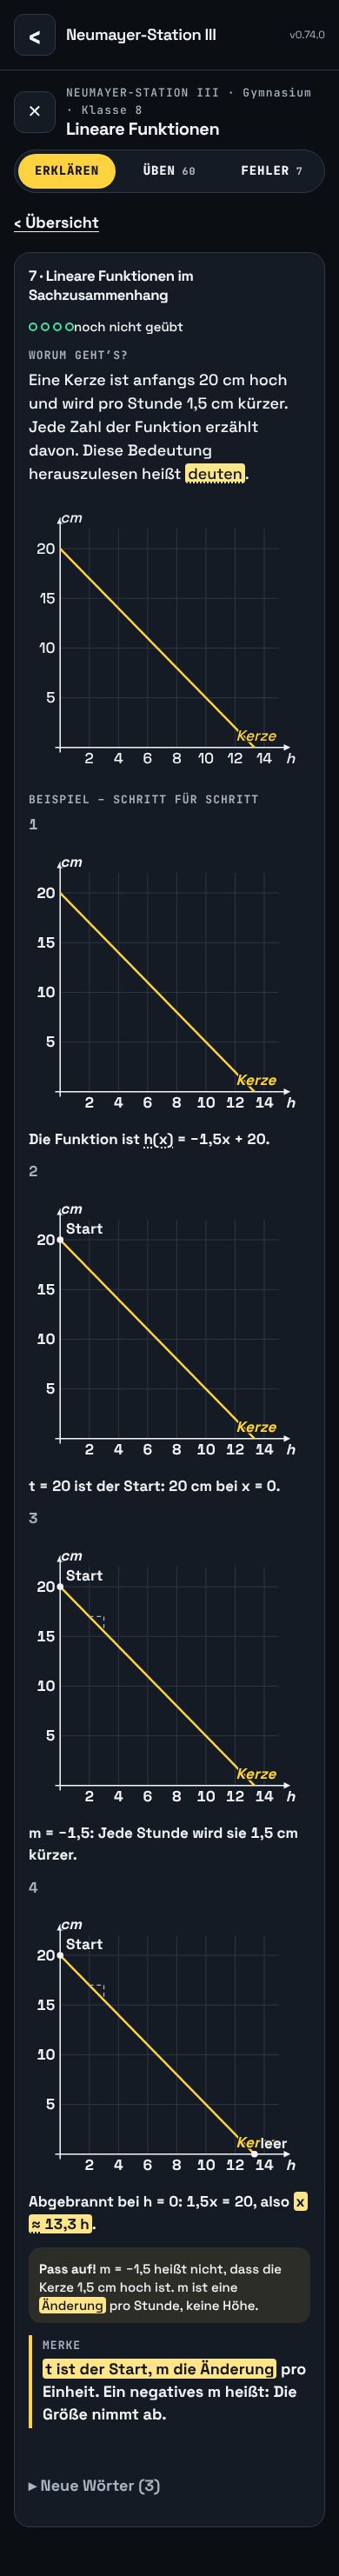 <
Neumayer-Station III
v0.74.0
×
NEUMAYER-STATION III · Gymnasium
· Klasse 8
Lineare Funktionen
ERKLÄREN
ÜBEN 60
FEHLER 7
< Übersicht
7 · Lineare Funktionen im
Sachzusammenhang
noch nicht geübt
WORUM GEHT'S?
Eine Kerze ist anfangs 20 cm hoch
und wird pro Stunde 1,5 cm kürzer.
Jede Zahl der Funktion erzählt
davon. Diese Bedeutung
herauszulesen heißt deuten.
cm
20
15
10
5
Kerze
2 4 6 8 10 12 14 h
BEISPIEL – SCHRITT FÜR SCHRITT
1
cm
20
15
10
5
Kerze
2 4 6 8 10 12 14 h
Die Funktion ist h(x) = −1,5x + 20.
2
cm
Start
20
15
10
5
Kerze
2 4 6 8 10 12 14 h
t = 20 ist der Start: 20 cm bei x = 0.
3
cm
Start
20
15
10
5
Kerze
2 4 6 8 10 12 14 h
m = −1,5: Jede Stunde wird sie 1,5 cm
kürzer.
4
cm
Start
20
15
10
5
Kerze
leer
2 4 6 8 10 12 14 h
Abgebrannt bei h = 0: 1,5x = 20, also x
≈ 13,3 h.
Pass auf! m = −1,5 heißt nicht, dass die
Kerze 1,5 cm hoch ist. m ist eine
Änderung pro Stunde, keine Höhe.
MERKE
t ist der Start, m die Änderung pro
Einheit. Ein negatives m heißt: Die
Größe nimmt ab.
▸ Neue Wörter (3)